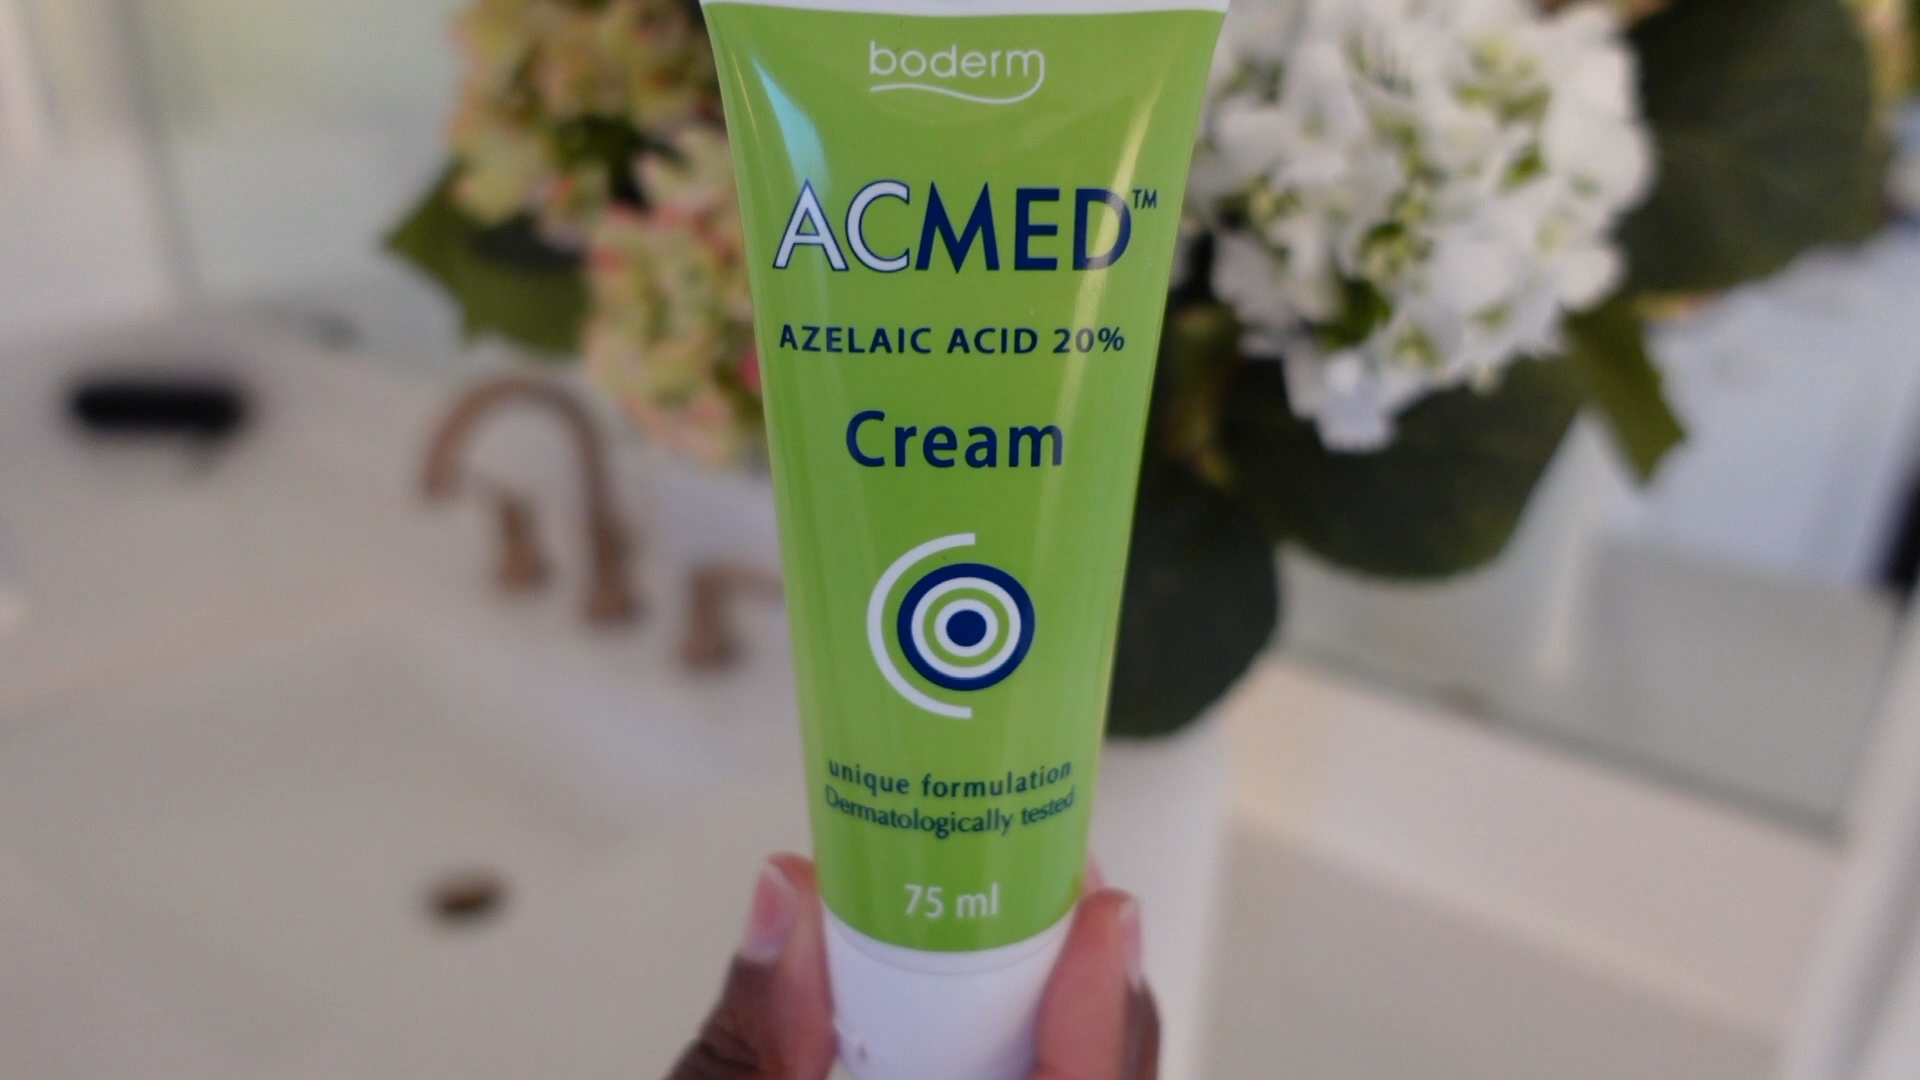 boderm
ACMED™
AZELAIC ACID 20%
Cream
unique formulation
Dermatologically tested
75 ml